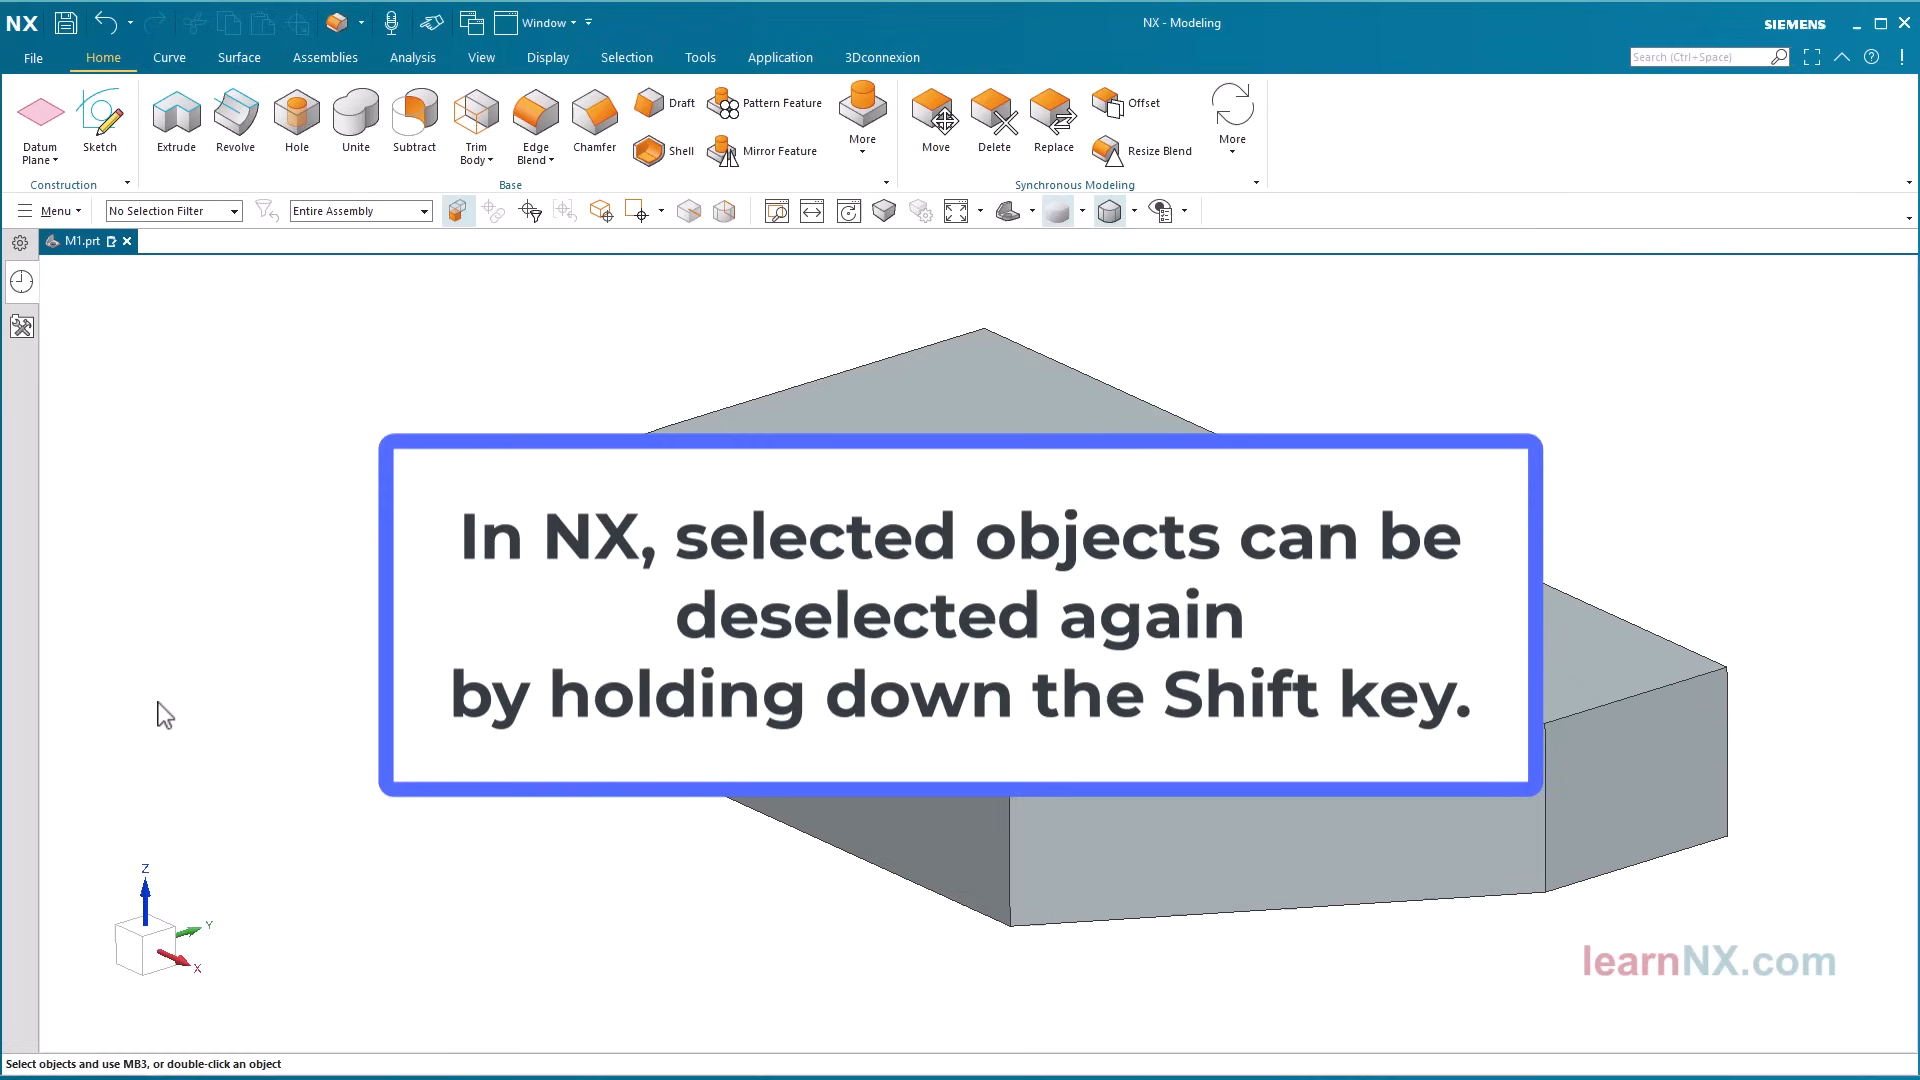 NX
Window
NX - Modeling
SIEMENS
File Home Curve Surface Assemblies Analysis View Display Selection Tools Application 3Dconnexion
Search (Ctrl+Space)
Datum Plane
Sketch
Extrude
Revolve
Hole
Unite
Subtract
Trim Body
Edge Blend
Chamfer
Draft
Shell
Pattern Feature
Mirror Feature
More
Move
Delete
Replace
Offset
Resize Blend
More
Construction
Base
Synchronous Modeling
Menu
No Selection Filter
Entire Assembly
M1.prt
In NX, selected objects can be
deselected again
by holding down the Shift key.
Z
Y
X
learnNX.com
Select objects and use MB3, or double-click an object